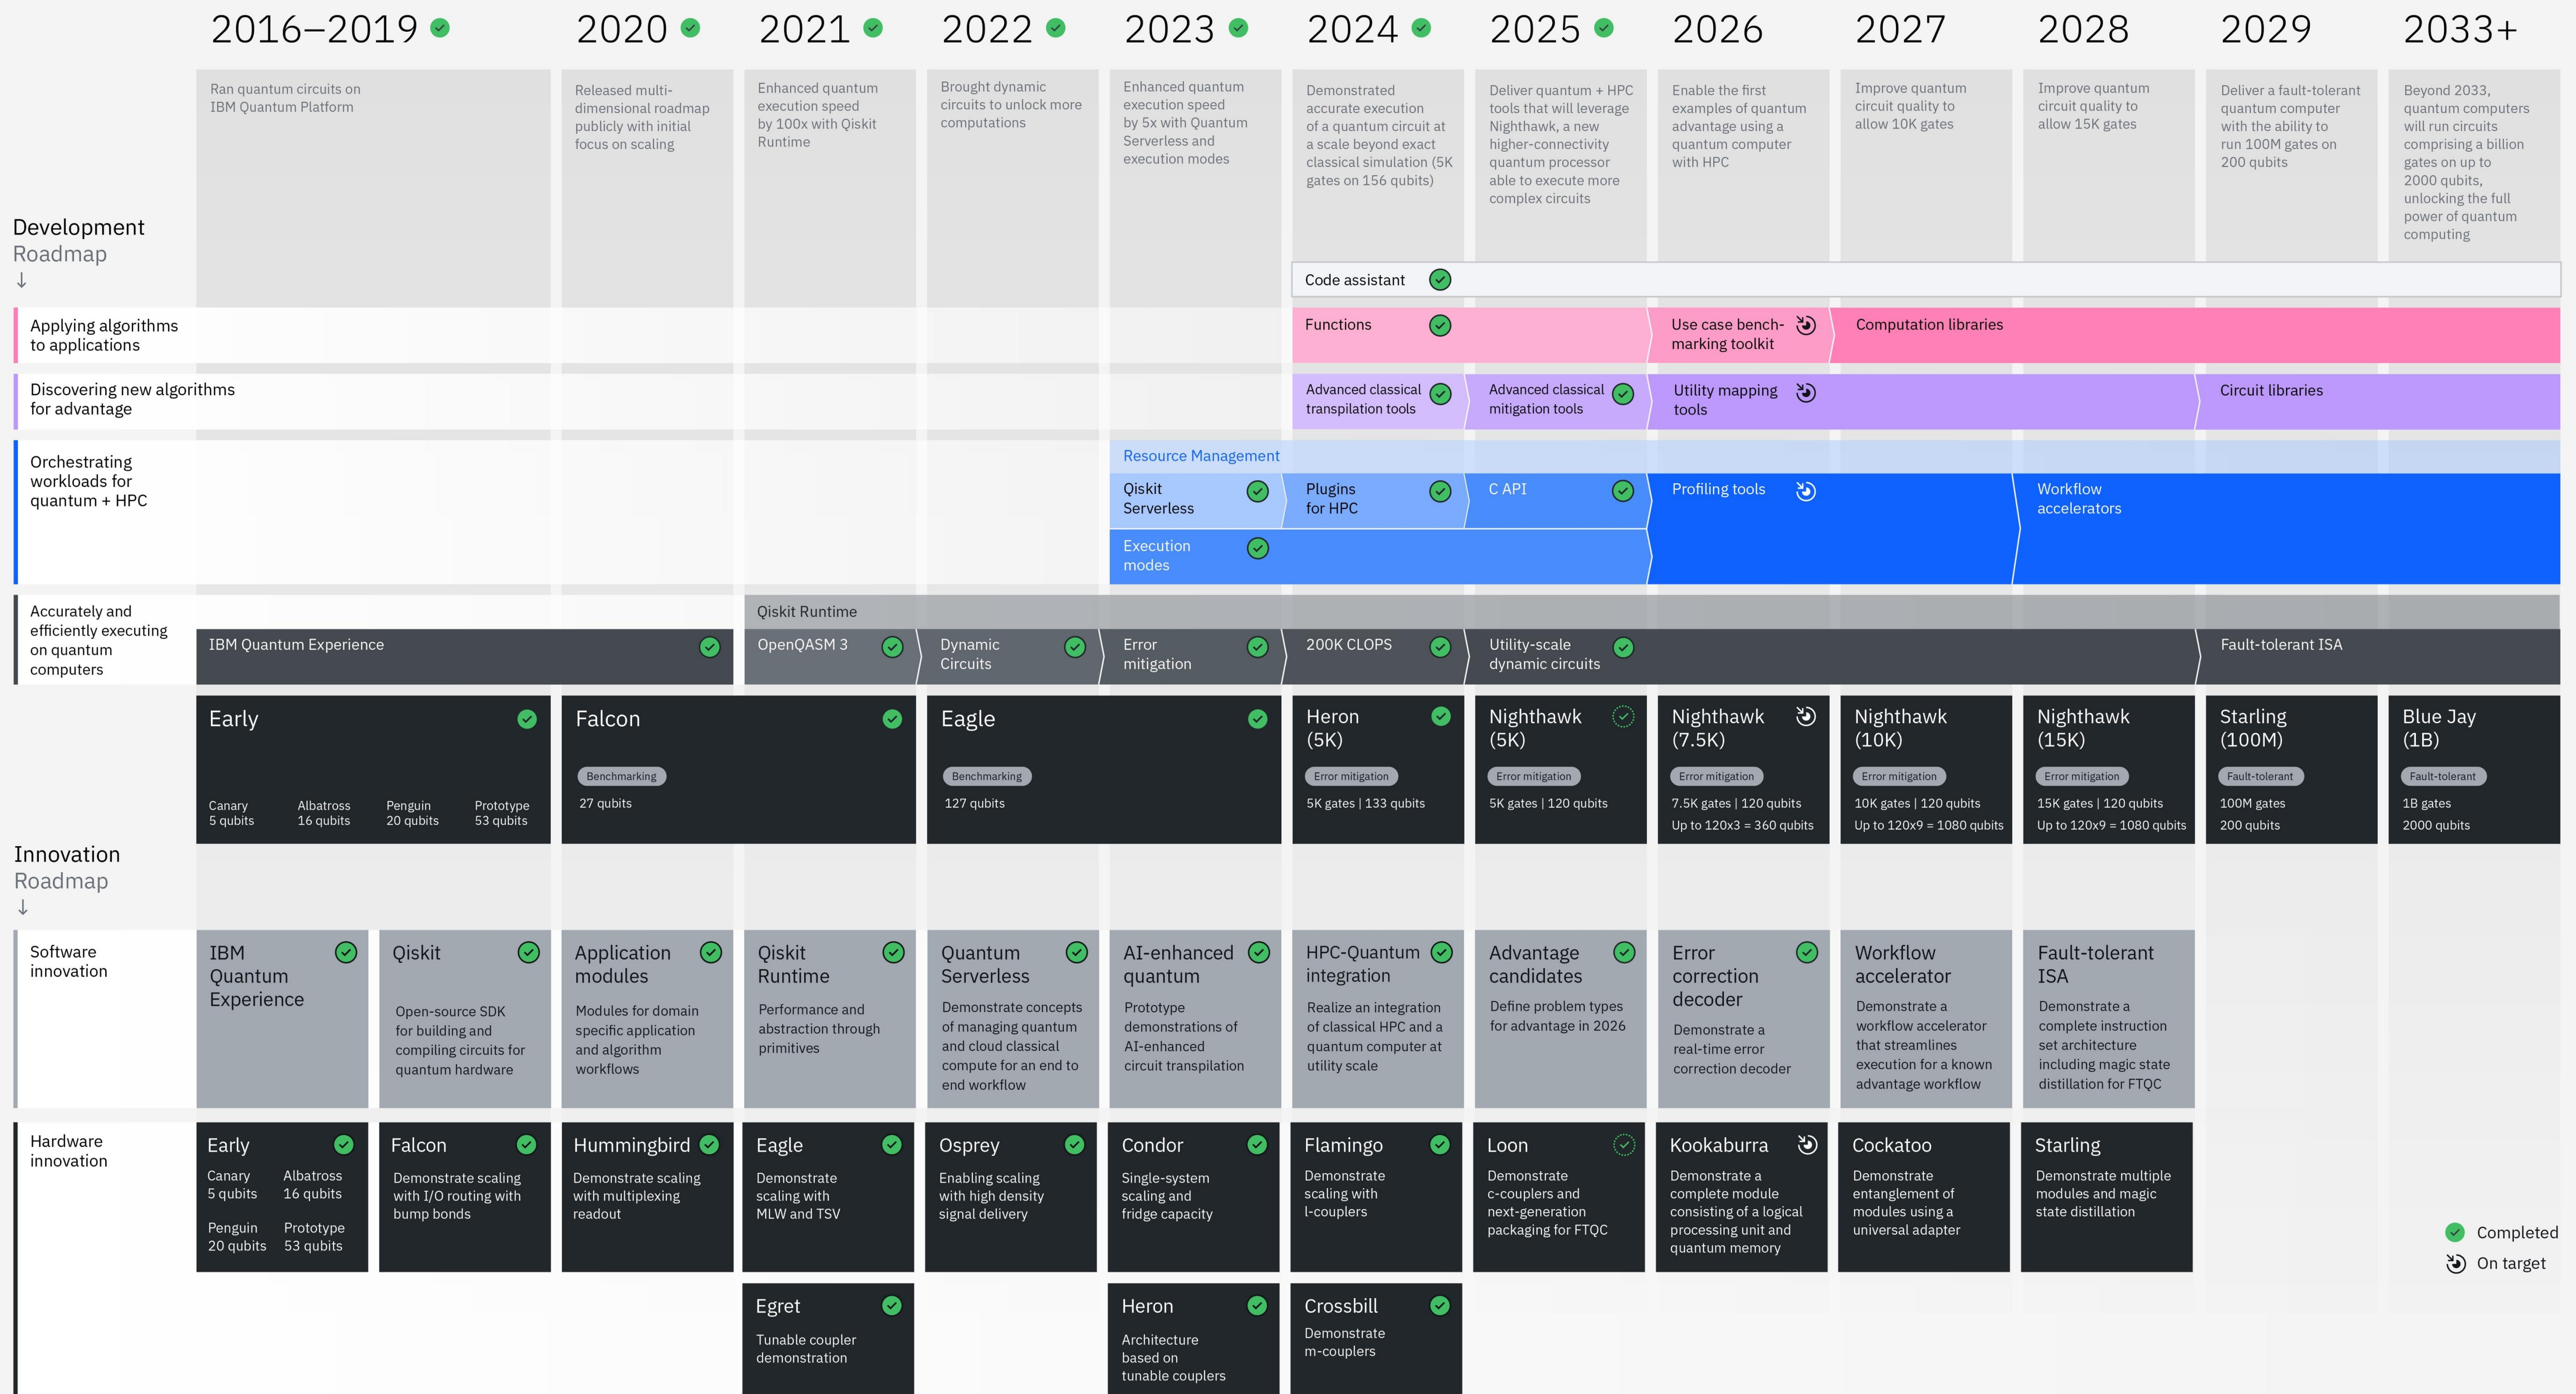 2016–2019
2020
2021
2022
2023
2024
2025
2026
2027
2028
2029
2033+
Ran quantum circuits on
IBM Quantum Platform
Released multi-
dimensional roadmap
publicly with initial
focus on scaling
Enhanced quantum
execution speed
by 100x with Qiskit
Runtime
Brought dynamic
circuits to unlock more
computations
Enhanced quantum
execution speed
by 5x with Quantum
Serverless and
execution modes
Demonstrated
accurate execution
of a quantum circuit at
a scale beyond exact
classical simulation (5K
gates on 156 qubits)
Deliver quantum + HPC
tools that will leverage
Nighthawk, a new
higher-connectivity
quantum processor
able to execute more
complex circuits
Enable the first
examples of quantum
advantage using a
quantum computer
with HPC
Improve quantum
circuit quality to
allow 10K gates
Improve quantum
circuit quality to
allow 15K gates
Deliver a fault-tolerant
quantum computer
with the ability to
run 100M gates on
200 qubits
Beyond 2033,
quantum computers
will run circuits
comprising a billion
gates on up to
2000 qubits,
unlocking the full
power of quantum
computing
Development
Roadmap
↓
Code assistant
Applying algorithms
to applications
Functions
Use case bench-
marking toolkit
Computation libraries
Discovering new algorithms
for advantage
Advanced classical
transpilation tools
Advanced classical
mitigation tools
Utility mapping
tools
Circuit libraries
Orchestrating
workloads for
quantum + HPC
Resource Management
Qiskit
Serverless
Plugins
for HPC
C API
Profiling tools
Workflow
accelerators
Execution
modes
Accurately and
efficiently executing
on quantum
computers
Qiskit Runtime
IBM Quantum Experience
OpenQASM 3
Dynamic
Circuits
Error
mitigation
200K CLOPS
Utility-scale
dynamic circuits
Fault-tolerant ISA
Early
Canary
5 qubits
Albatross
16 qubits
Penguin
20 qubits
Prototype
53 qubits
Falcon
Benchmarking
27 qubits
Eagle
Benchmarking
127 qubits
Heron
(5K)
Error mitigation
5K gates | 133 qubits
Nighthawk
(5K)
Error mitigation
5K gates | 120 qubits
Nighthawk
(7.5K)
Error mitigation
7.5K gates | 120 qubits
Up to 120x3 = 360 qubits
Nighthawk
(10K)
Error mitigation
10K gates | 120 qubits
Up to 120x9 = 1080 qubits
Nighthawk
(15K)
Error mitigation
15K gates | 120 qubits
Up to 120x9 = 1080 qubits
Starling
(100M)
Fault-tolerant
100M gates
200 qubits
Blue Jay
(1B)
Fault-tolerant
1B gates
2000 qubits
Innovation
Roadmap
↓
Software
innovation
IBM
Quantum
Experience
Qiskit
Open-source SDK
for building and
compiling circuits for
quantum hardware
Application
modules
Modules for domain
specific application
and algorithm
workflows
Qiskit
Runtime
Performance and
abstraction through
primitives
Quantum
Serverless
Demonstrate concepts
of managing quantum
and cloud classical
compute for an end to
end workflow
AI-enhanced
quantum
Prototype
demonstrations of
AI-enhanced
circuit transpilation
HPC-Quantum
integration
Realize an integration
of classical HPC and a
quantum computer at
utility scale
Advantage
candidates
Define problem types
for advantage in 2026
Error
correction
decoder
Demonstrate a
real-time error
correction decoder
Workflow
accelerator
Demonstrate a
workflow accelerator
that streamlines
execution for a known
advantage workflow
Fault-tolerant
ISA
Demonstrate a
complete instruction
set architecture
including magic state
distillation for FTQC
Hardware
innovation
Early
Canary
5 qubits
Albatross
16 qubits
Penguin
20 qubits
Prototype
53 qubits
Falcon
Demonstrate scaling
with I/O routing with
bump bonds
Hummingbird
Demonstrate scaling
with multiplexing
readout
Eagle
Demonstrate
scaling with
MLW and TSV
Osprey
Enabling scaling
with high density
signal delivery
Condor
Single-system
scaling and
fridge capacity
Flamingo
Demonstrate
scaling with
l-couplers
Loon
Demonstrate
c-couplers and
next-generation
packaging for FTQC
Kookaburra
Demonstrate a
complete module
consisting of a logical
processing unit and
quantum memory
Cockatoo
Demonstrate
entanglement of
modules using a
universal adapter
Starling
Demonstrate multiple
modules and magic
state distillation
Completed
On target
Egret
Tunable coupler
demonstration
Heron
Architecture
based on
tunable couplers
Crossbill
Demonstrate
m-couplers